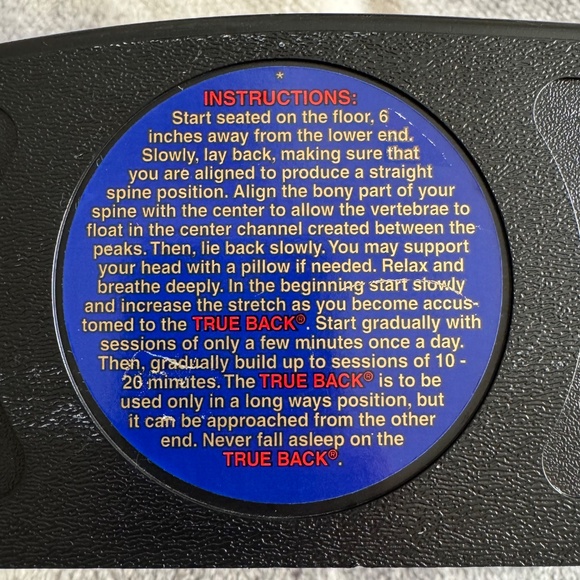 *
INSTRUCTIONS:
Start seated on the floor, 6
inches away from the lower end.
Slowly, lay back, making sure that
you are aligned to produce a straight
spine position. Align the bony part of your
spine with the center to allow the vertebrae to
float in the center channel created between the
peaks. Then, lie back slowly. You may support
your head with a pillow if needed. Relax and
breathe deeply. In the beginning start slowly
and increase the stretch as you become accus-
tomed to the TRUE BACK®. Start gradually with
sessions of only a few minutes once a day.
Then, gradually build up to sessions of 10 -
20 minutes. The TRUE BACK® is to be
used only in a long ways position, but
it can be approached from the other
end. Never fall asleep on the
TRUE BACK®.